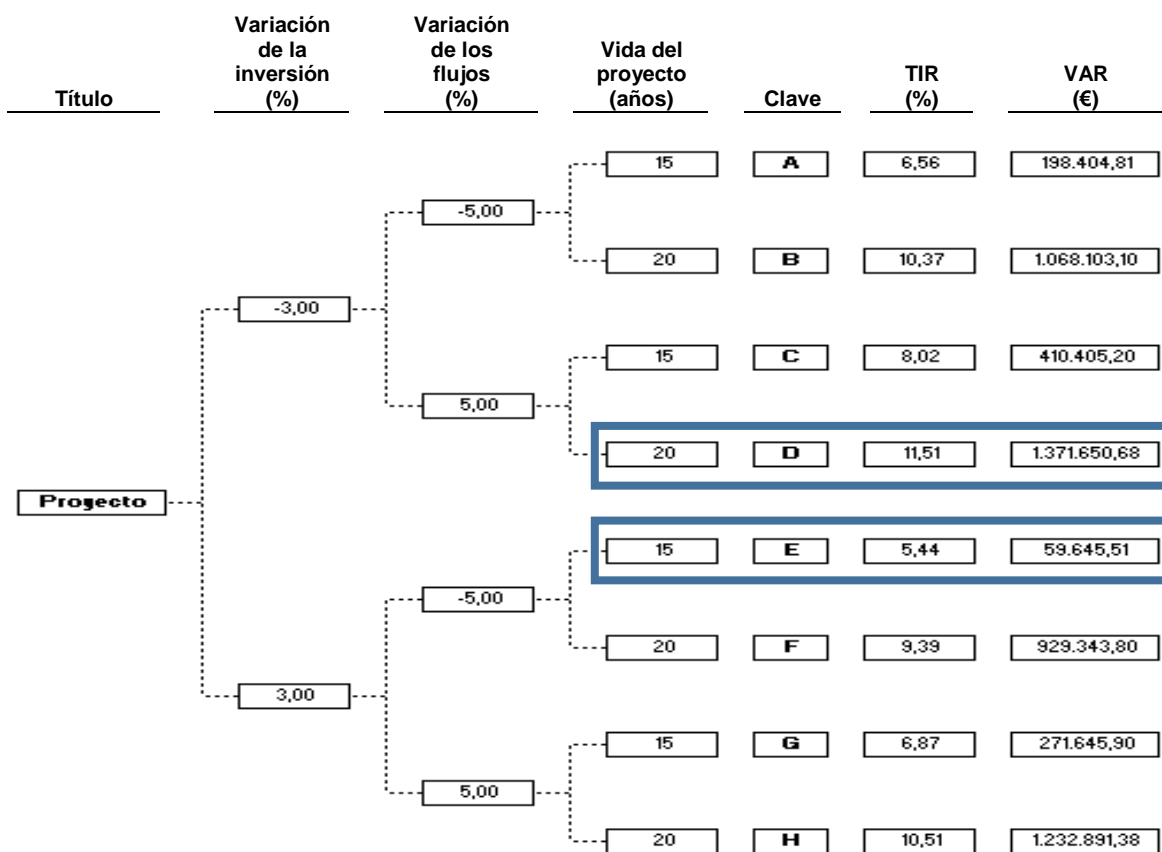 Título
Variación
de la
inversión
(%)
Variación
de los
flujos
(%)
Vida del
proyecto
(años)
Clave
TIR
(%)
VAR
(€)
15 A 6,56 198.404,81
-5,00
20 B 10,37 1.068.103,10
-3,00
15 C 8,02 410.405,20
5,00
20 D 11,51 1.371.650,68
Proyecto
15 E 5,44 59.645,51
-5,00
20 F 9,39 929.343,80
3,00
15 G 6,87 271.645,90
5,00
20 H 10,51 1.232.891,38